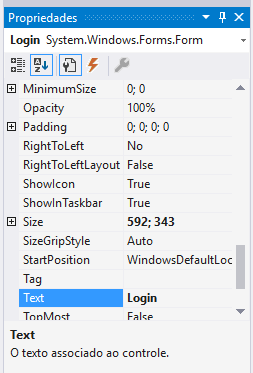 Propriedades
Login System.Windows.Forms.Form
MinimumSize 0; 0
Opacity 100%
Padding 0; 0; 0; 0
RightToLeft No
RightToLeftLayout False
ShowIcon True
ShowInTaskbar True
Size 592; 343
SizeGripStyle Auto
StartPosition WindowsDefaultLoc
Tag
Text Login
TopMost False
Text
O texto associado ao controle.